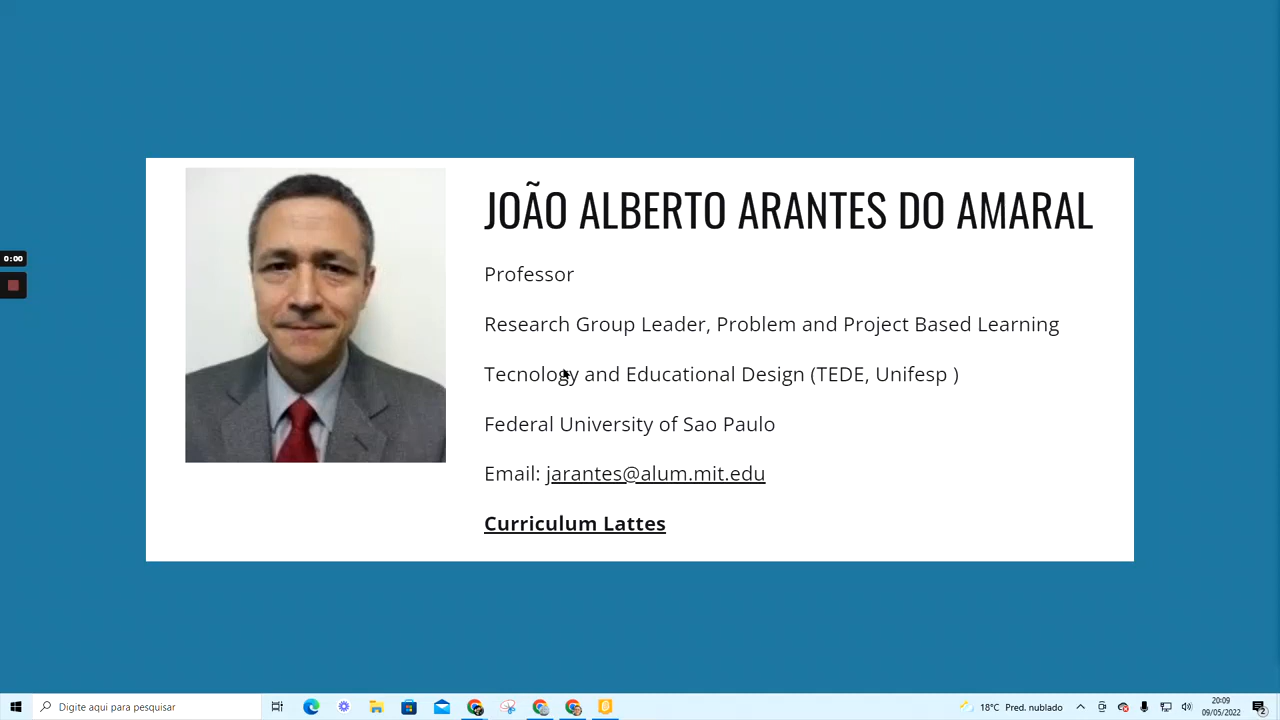 JOÃO ALBERTO ARANTES DO AMARAL
Professor
Research Group Leader, Problem and Project Based Learning
Tecnology and Educational Design (TEDE, Unifesp )
Federal University of Sao Paulo
Email: jarantes@alum.mit.edu
Curriculum Lattes
0:00
Digite aqui para pesquisar
18°C Pred. nublado
20:09
09/05/2022
2